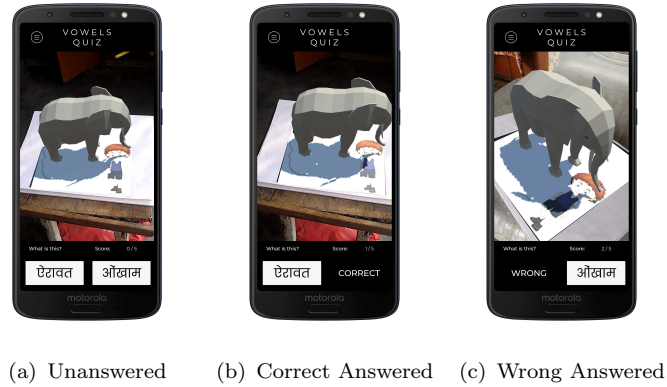 VOWELS
QUIZ
What is this? Score: 0 / 5
ऐरावत ओंखाम
motorola
(a) Unanswered
VOWELS
QUIZ
What is this? Score: 1 / 5
ऐरावत CORRECT
motorola
(b) Correct Answered
VOWELS
QUIZ
What is this? Score: 2 / 5
WRONG ओंखाम
motorola
(c) Wrong Answered